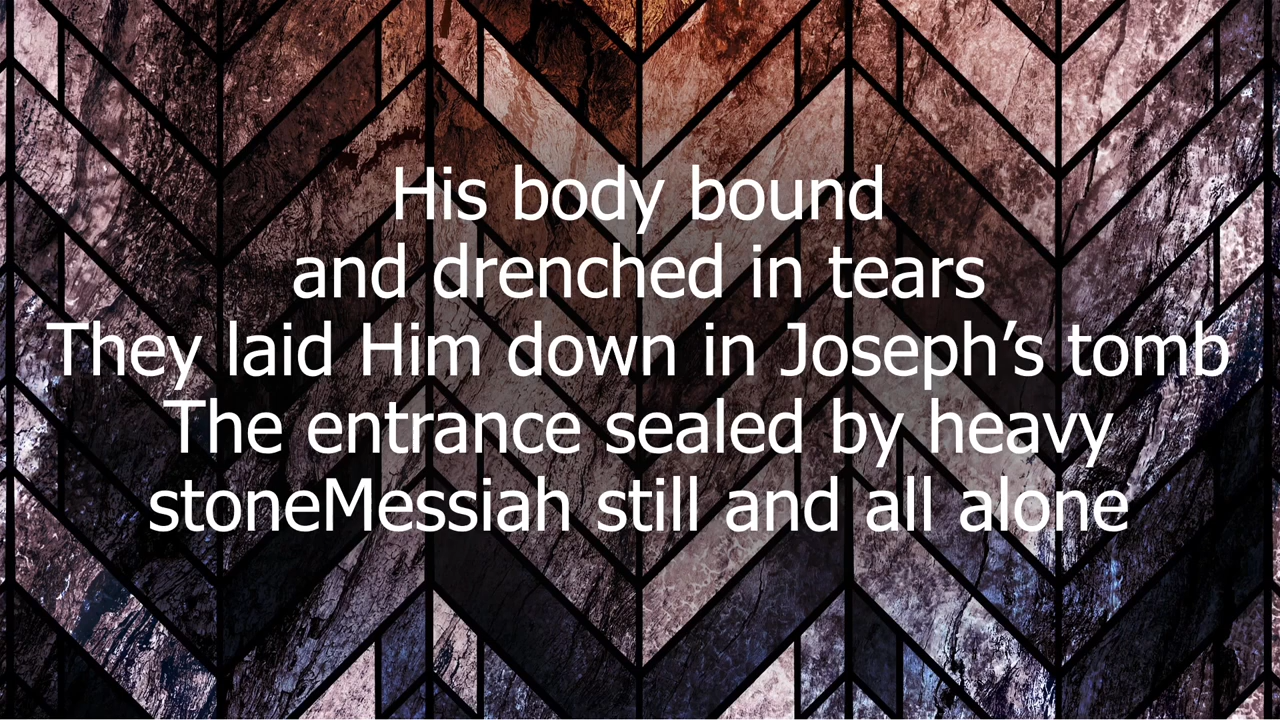 His body bound
and drenched in tears
They laid Him down in Joseph’s tomb
The entrance sealed by heavy
stoneMessiah still and all alone